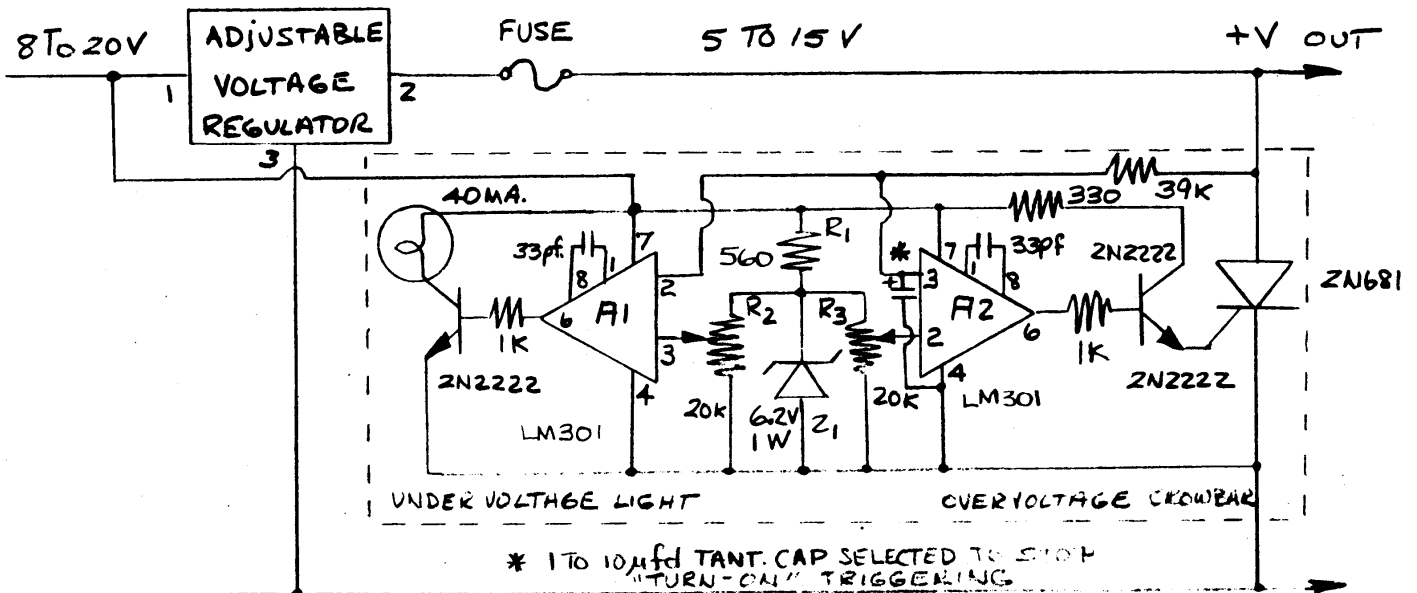 8 TO 20V
ADJUSTABLE
VOLTAGE
REGULATOR
1
2
3
FUSE
5 TO 15 V
+V OUT
40MA.
33pf.
7
1
8
6
A1
2
3
4
1K
2N2222
LM301
R1
560
R2
20K
R3
20K
6.2V
1W
Z1
*
+
3
2
7
1
8
A2
6
4
33pf
LM301
330
39K
1K
2N2222
2N2222
2N681
UNDER VOLTAGE LIGHT
OVERVOLTAGE CROWBAR
* 1 TO 10µfd TANT. CAP SELECTED TO STOP
"TURN-ON" TRIGGERING